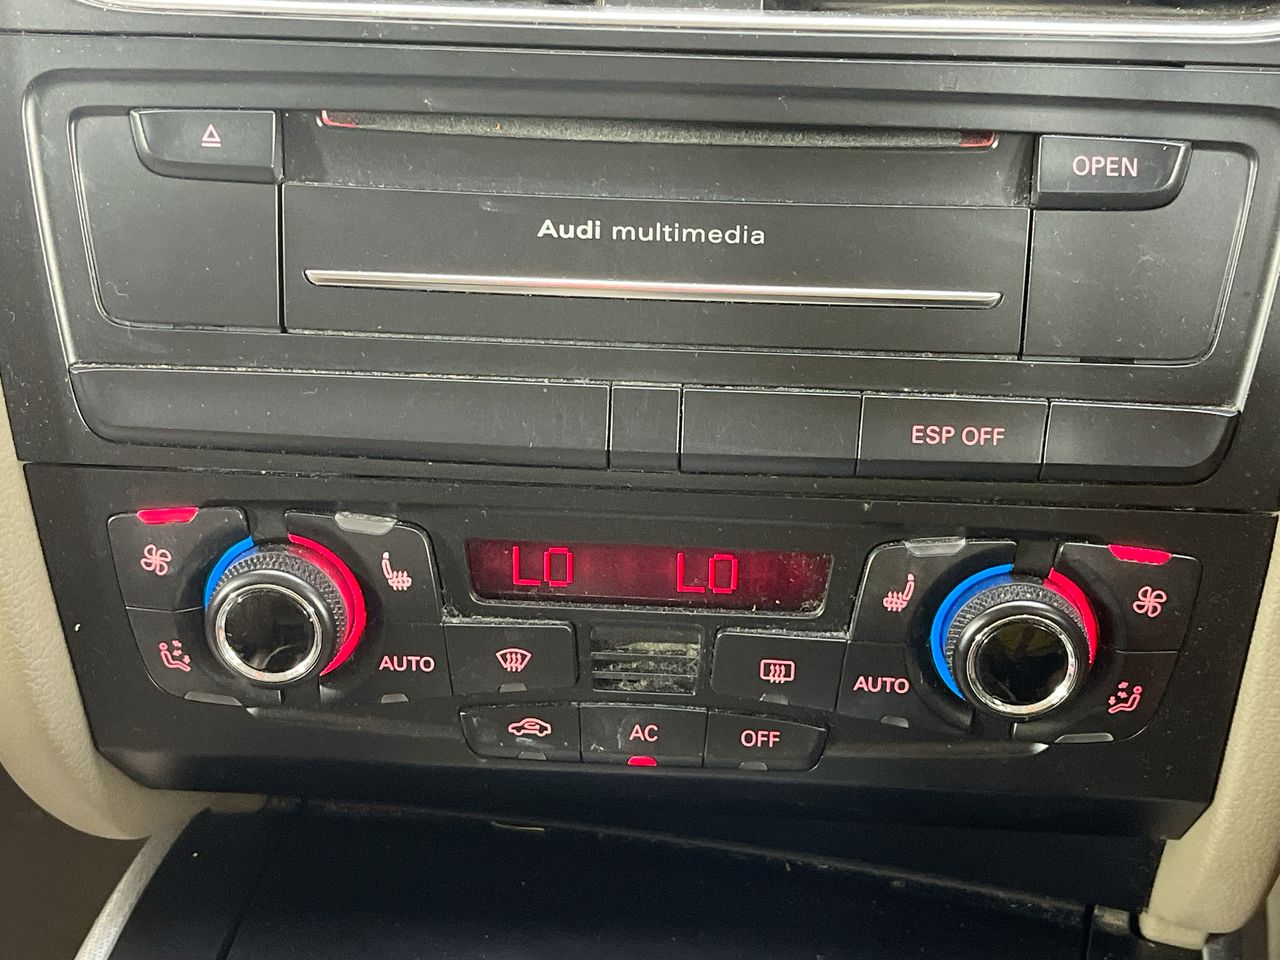 OPEN
Audi multimedia
ESP OFF
LO LO
AUTO
AUTO
AC
OFF